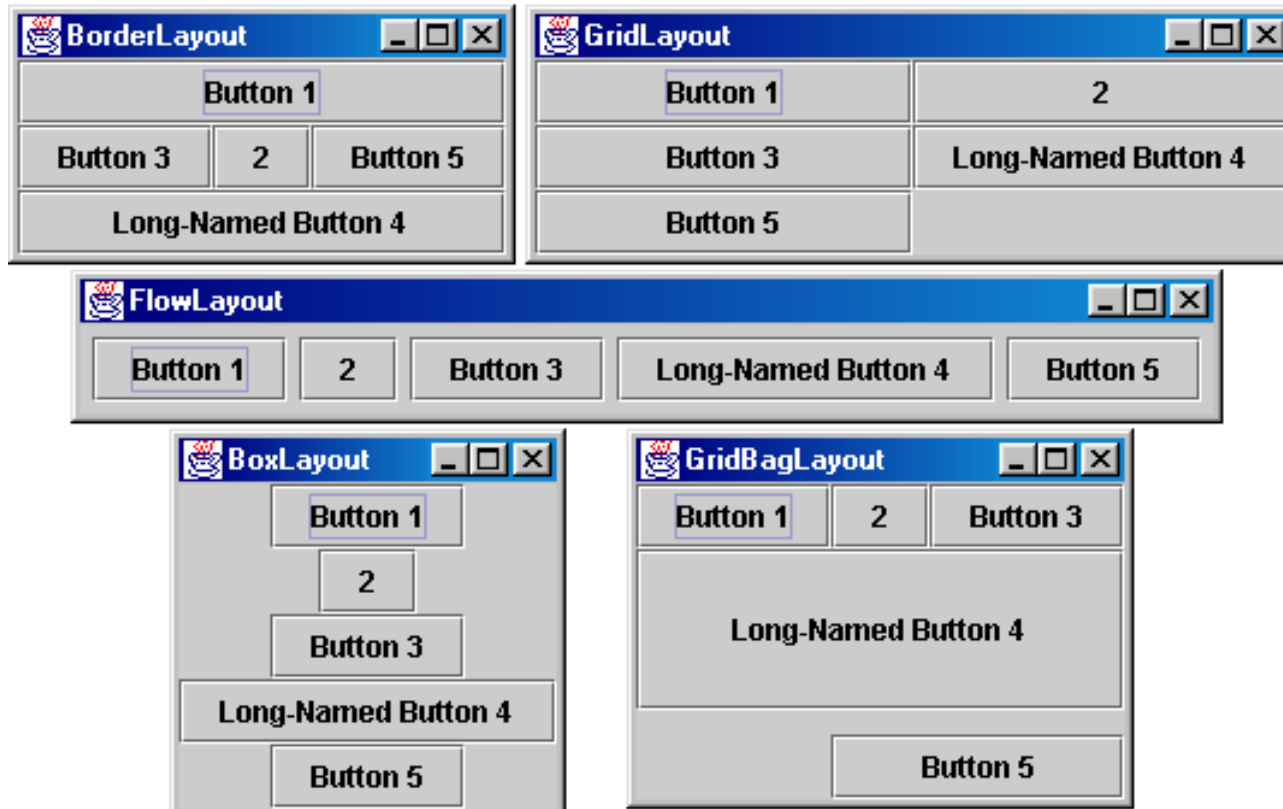 BorderLayout
Button 1
Button 3 2 Button 5
Long-Named Button 4
GridLayout
Button 1 2
Button 3 Long-Named Button 4
Button 5
FlowLayout
Button 1 2 Button 3 Long-Named Button 4 Button 5
BoxLayout
Button 1
2
Button 3
Long-Named Button 4
Button 5
GridBagLayout
Button 1 2 Button 3
Long-Named Button 4
Button 5